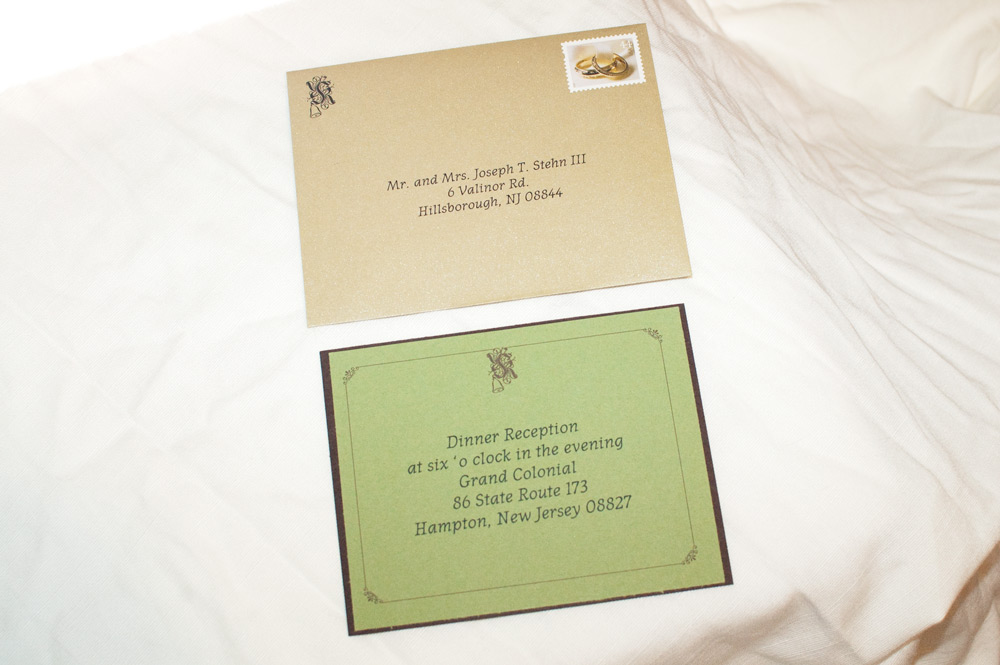 Mr. and Mrs. Joseph T. Stehn III
6 Valinor Rd.
Hillsborough, NJ 08844
Dinner Reception
at six ‘o clock in the evening
Grand Colonial
86 State Route 173
Hampton, New Jersey 08827